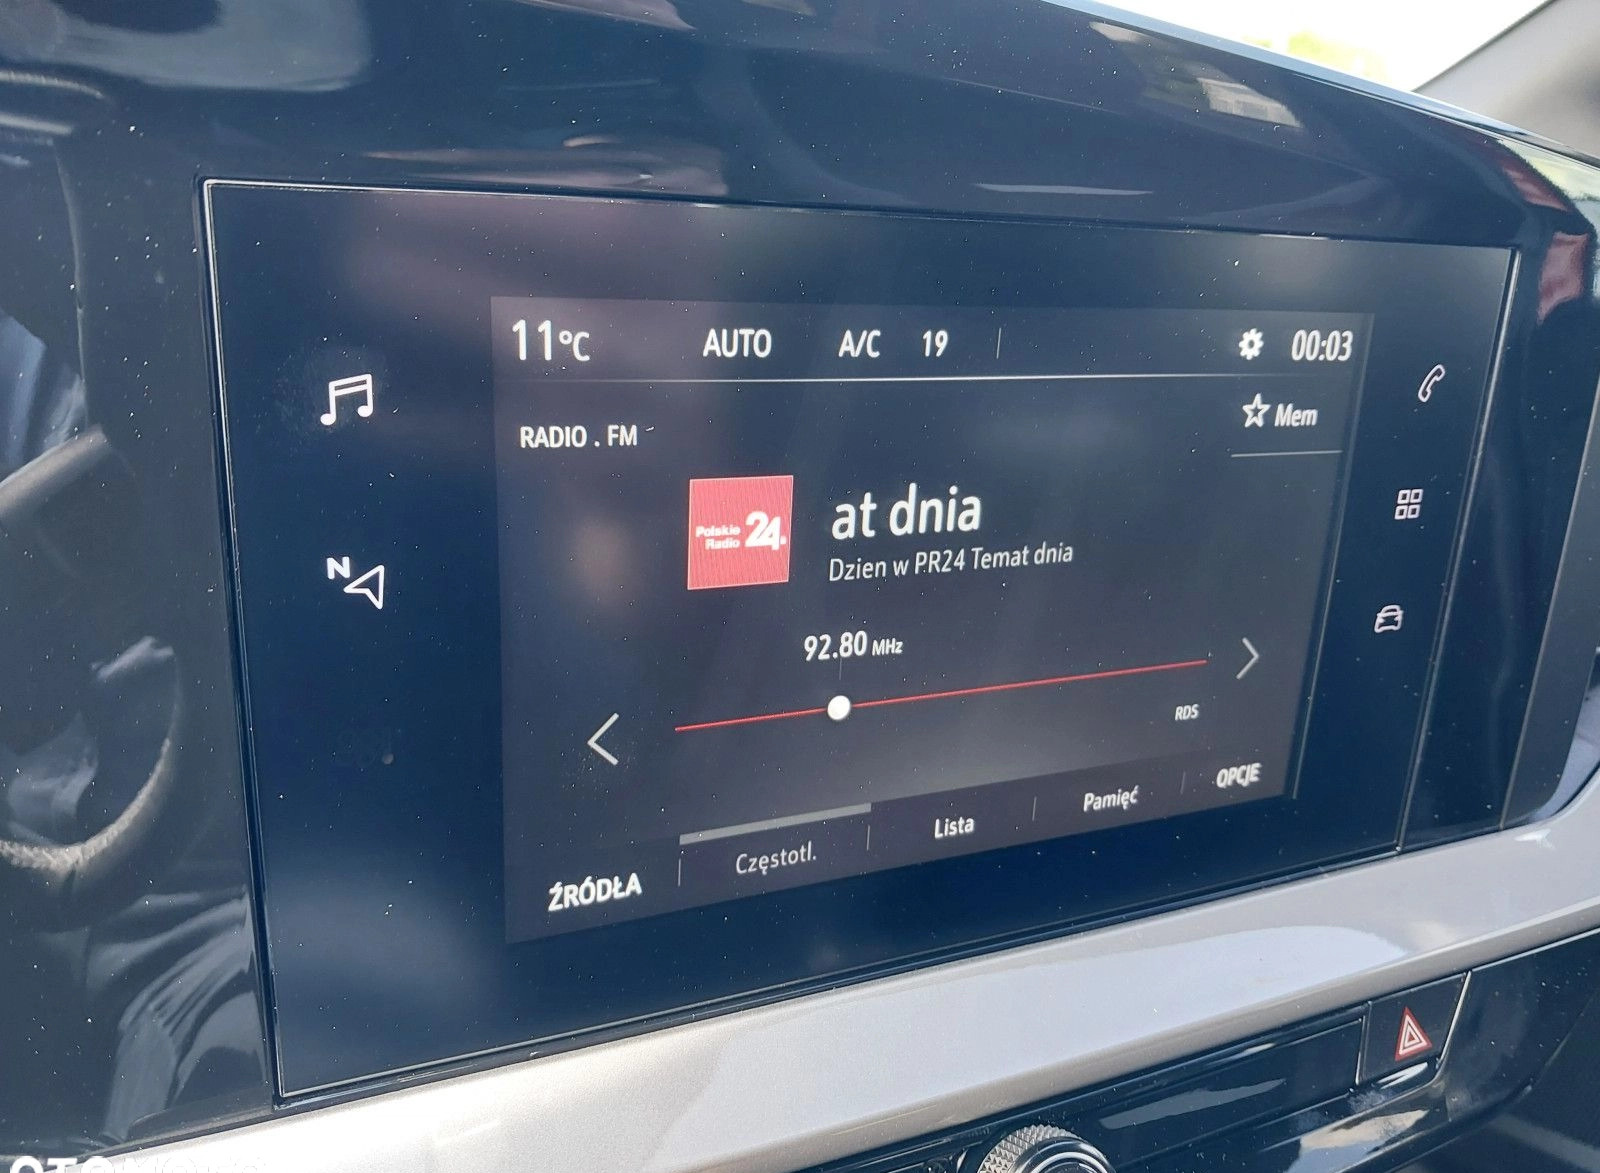 11°C AUTO A/C 19 00:03
Mem
RADIO . FM
Polskie Radio 24.
at dnia
Dzien w PR24 Temat dnia
N
92.80 MHz
RDS
ŹRÓDŁA Częstotl. Lista Pamięć OPCJE